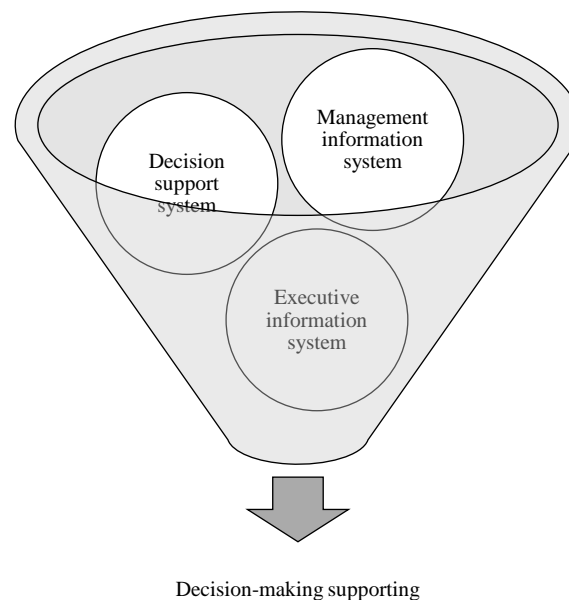 Management
information
system
Decision
support
system
Executive
information
system
Decision-making supporting